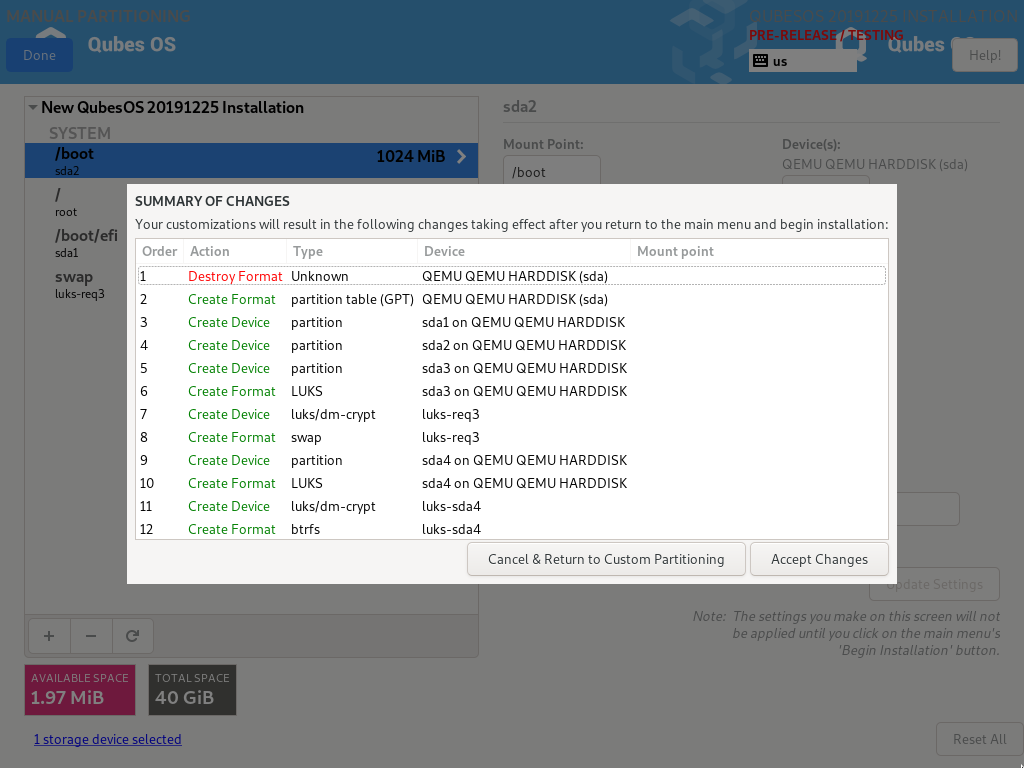 MANUAL PARTITIONING
QUBESOS 20191225 INSTALLATION
PRE-RELEASE / TESTING
Qubes OS
Qubes
Done
us
Help!
New QubesOS 20191225 Installation
SYSTEM
/boot
1024 MiB
sda2
/
root
/boot/efi
sda1
swap
luks-req3
sda2
Mount Point:
Device(s):
/boot
QEMU QEMU HARDDISK (sda)
SUMMARY OF CHANGES
Your customizations will result in the following changes taking effect after you return to the main menu and begin installation:
Order Action Type Device Mount point
1 Destroy Format Unknown QEMU QEMU HARDDISK (sda)
2 Create Format partition table (GPT) QEMU QEMU HARDDISK (sda)
3 Create Device partition sda1 on QEMU QEMU HARDDISK
4 Create Device partition sda2 on QEMU QEMU HARDDISK
5 Create Device partition sda3 on QEMU QEMU HARDDISK
6 Create Format LUKS sda3 on QEMU QEMU HARDDISK
7 Create Device luks/dm-crypt luks-req3
8 Create Format swap luks-req3
9 Create Device partition sda4 on QEMU QEMU HARDDISK
10 Create Format LUKS sda4 on QEMU QEMU HARDDISK
11 Create Device luks/dm-crypt luks-sda4
12 Create Format btrfs luks-sda4
Cancel & Return to Custom Partitioning
Accept Changes
Update Settings
Note: The settings you make on this screen will not
be applied until you click on the main menu's
'Begin Installation' button.
AVAILABLE SPACE
1.97 MiB
TOTAL SPACE
40 GiB
1 storage device selected
Reset All